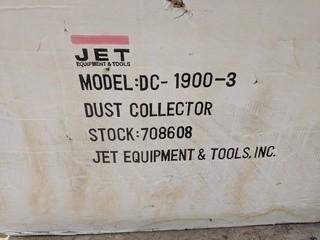 JET
EQUIPMENT & TOOLS
MODEL:DC-1900-3
DUST COLLECTOR
STOCK:708608
JET EQUIPMENT & TOOLS, INC.